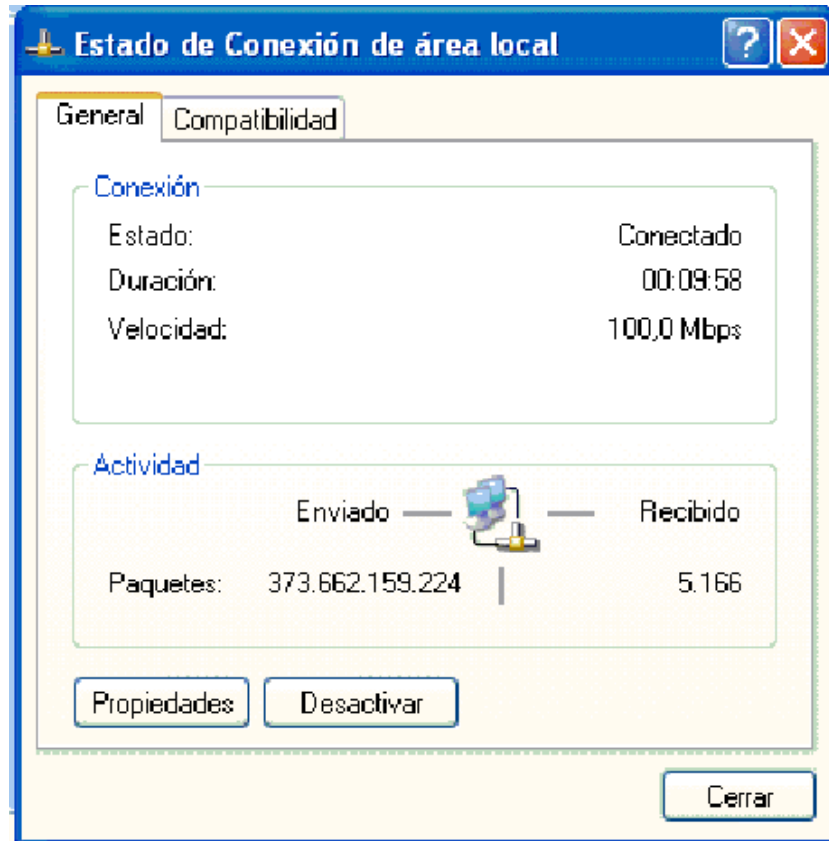 Estado de Conexión de área local
General Compatibilidad
Conexión
Estado: Conectado
Duración: 00:09:58
Velocidad: 100,0 Mbps
Actividad
Enviado Recibido
Paquetes: 373.662.159.224 5.166
Propiedades Desactivar
Cerrar